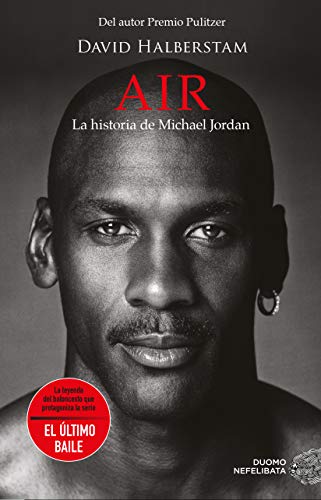 Del autor Premio Pulitzer
DAVID HALBERSTAM
AIR
La historia de Michael Jordan
La leyenda
del baloncesto que
protagoniza la serie
EL ÚLTIMO
BAILE
DUOMO
NEFELIBATA